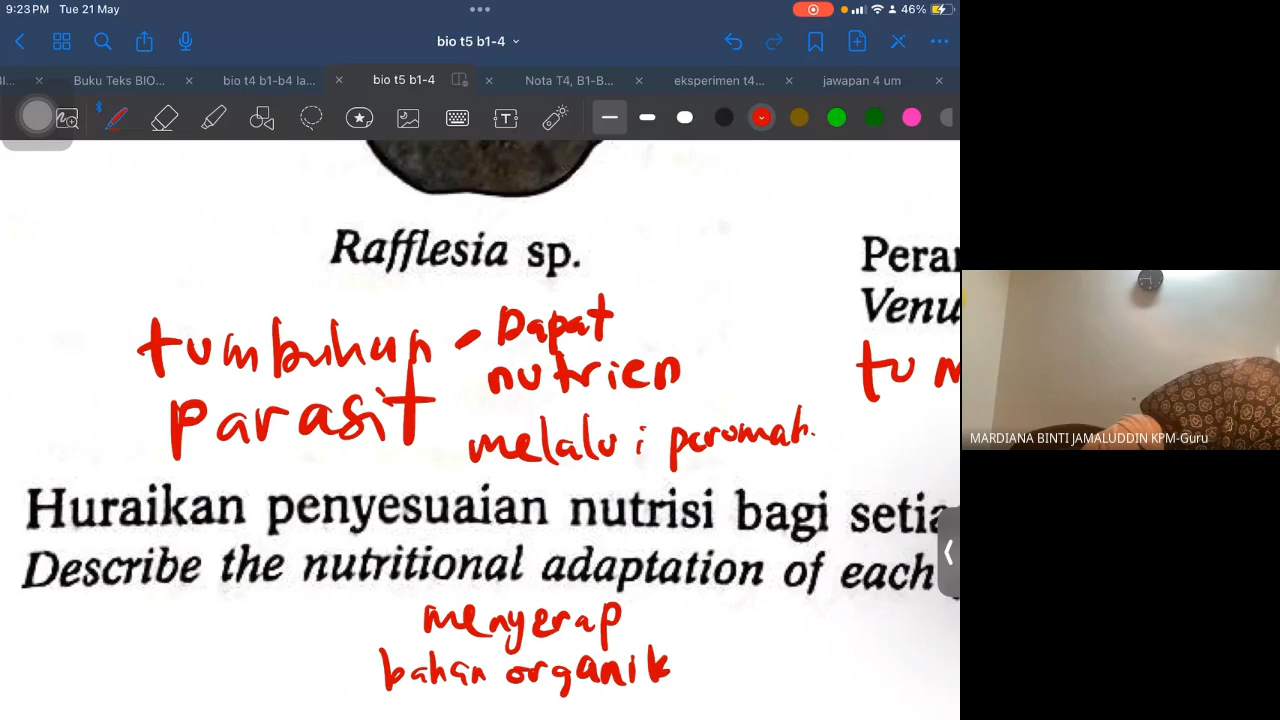 9:23 PM Tue 21 May
46%
bio t5 b1-4
Buku Teks BIO...
bio t4 b1-b4 la...
bio t5 b1-4
Nota T4, B1-B...
eksperimen t4...
jawapan 4 um
Rafflesia sp.
Peran
Venu
tumbuhan - Dapat
parasit nutrien
melalui perumah.
tum
Huraikan penyesuaian nutrisi bagi setia
Describe the nutritional adaptation of each
menyerap
bahan organik
MARDIANA BINTI JAMALUDDIN KPM-Guru